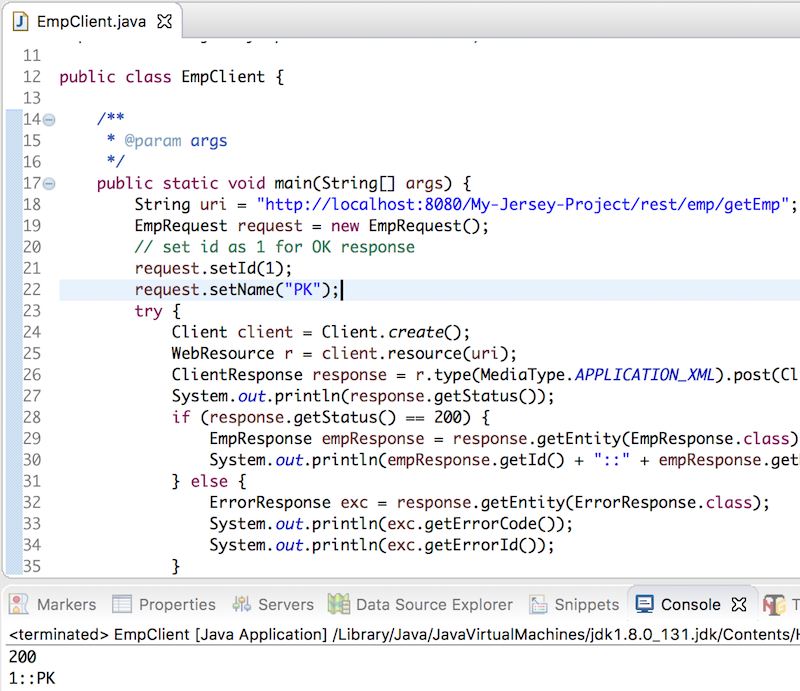 EmpClient.java
11
12 public class EmpClient {
13
14 /**
15 * @param args
16 */
17 public static void main(String[] args) {
18 String uri = "http://localhost:8080/My-Jersey-Project/rest/emp/getEmp";
19 EmpRequest request = new EmpRequest();
20 // set id as 1 for OK response
21 request.setId(1);
22 request.setName("PK");
23 try {
24 Client client = Client.create();
25 WebResource r = client.resource(uri);
26 ClientResponse response = r.type(MediaType.APPLICATION_XML).post(Cl
27 System.out.println(response.getStatus());
28 if (response.getStatus() == 200) {
29 EmpResponse empResponse = response.getEntity(EmpResponse.class)
30 System.out.println(empResponse.getId() + "::" + empResponse.get
31 } else {
32 ErrorResponse exc = response.getEntity(ErrorResponse.class);
33 System.out.println(exc.getErrorCode());
34 System.out.println(exc.getErrorId());
35 }
Markers Properties Servers Data Source Explorer Snippets Console T
<terminated> EmpClient [Java Application] /Library/Java/JavaVirtualMachines/jdk1.8.0_131.jdk/Contents/H
200
1::PK